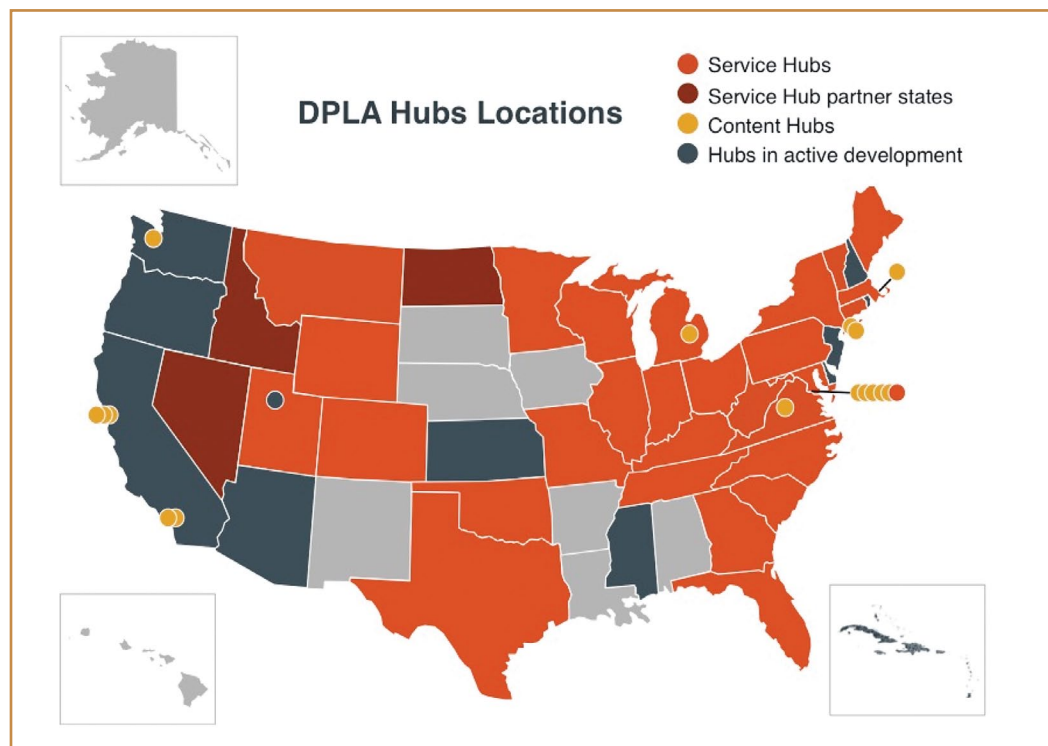 DPLA Hubs Locations
Service Hubs
Service Hub partner states
Content Hubs
Hubs in active development